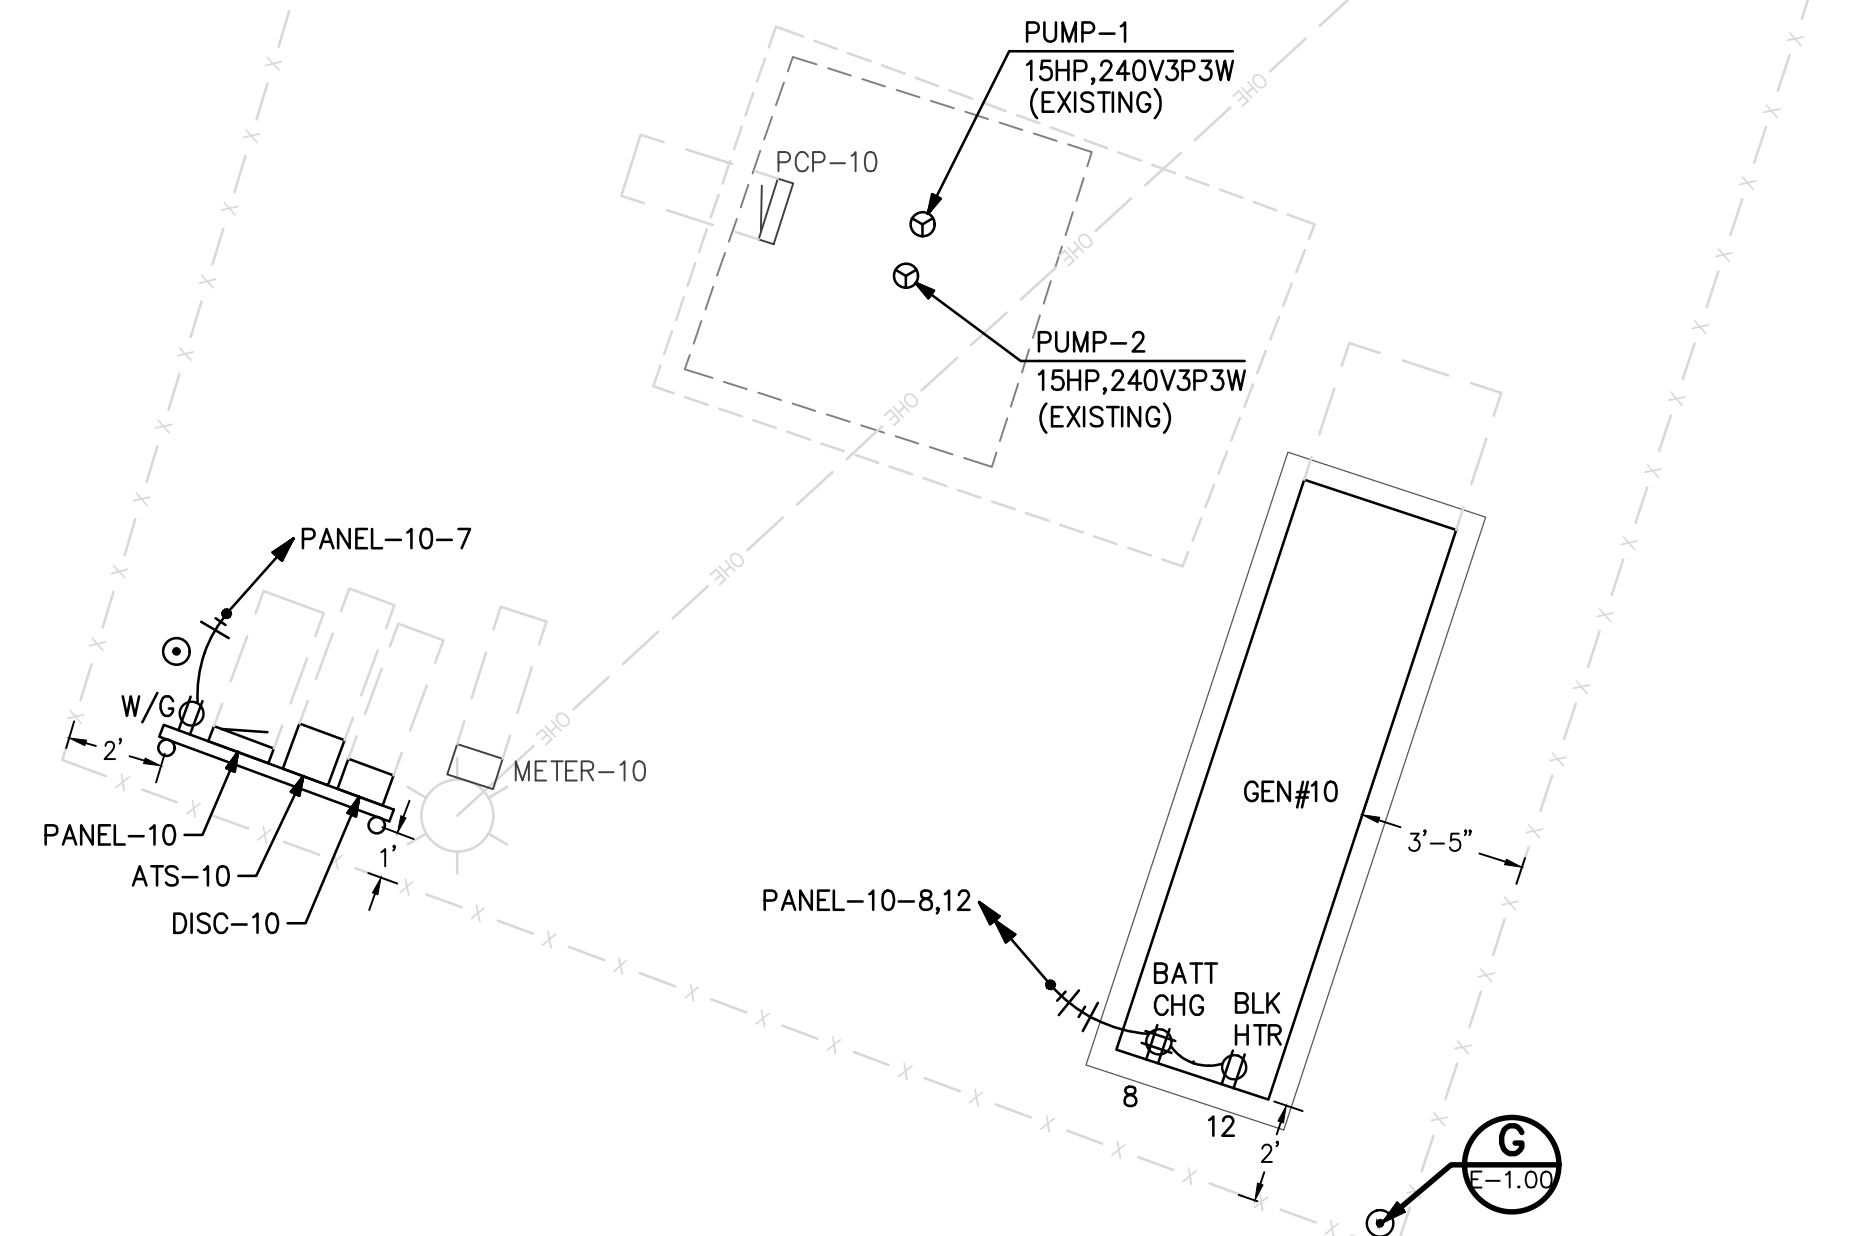 PUMP-1
15HP,240V3P3W
(EXISTING)
OHE
PCP-10
OHE
PUMP-2
15HP,240V3P3W
(EXISTING)
OHE
PANEL-10-7
OHE
W/G
OHE
2'
METER-10
GEN#10
PANEL-10
3'-5"
1'
ATS-10
DISC-10
PANEL-10-8,12
BATT
CHG
BLK
HTR
8
12
2'
G
E-1.00